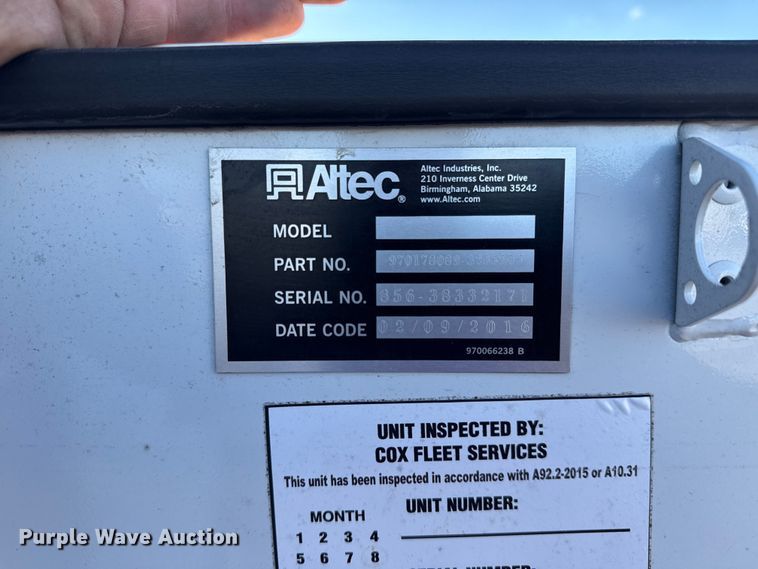 Altec®
Altec Industries, Inc.
210 Inverness Center Drive
Birmingham, Alabama 35242
www.Altec.com
MODEL
PART NO.
SERIAL NO. 856-38332171
DATE CODE 02/09/2016
970066238 B
UNIT INSPECTED BY:
COX FLEET SERVICES
This unit has been inspected in accordance with A92.2-2015 or A10.31
UNIT NUMBER:
MONTH
1 2 3 4
5 6 7 8
NUMBER:
Purple Wave Auction